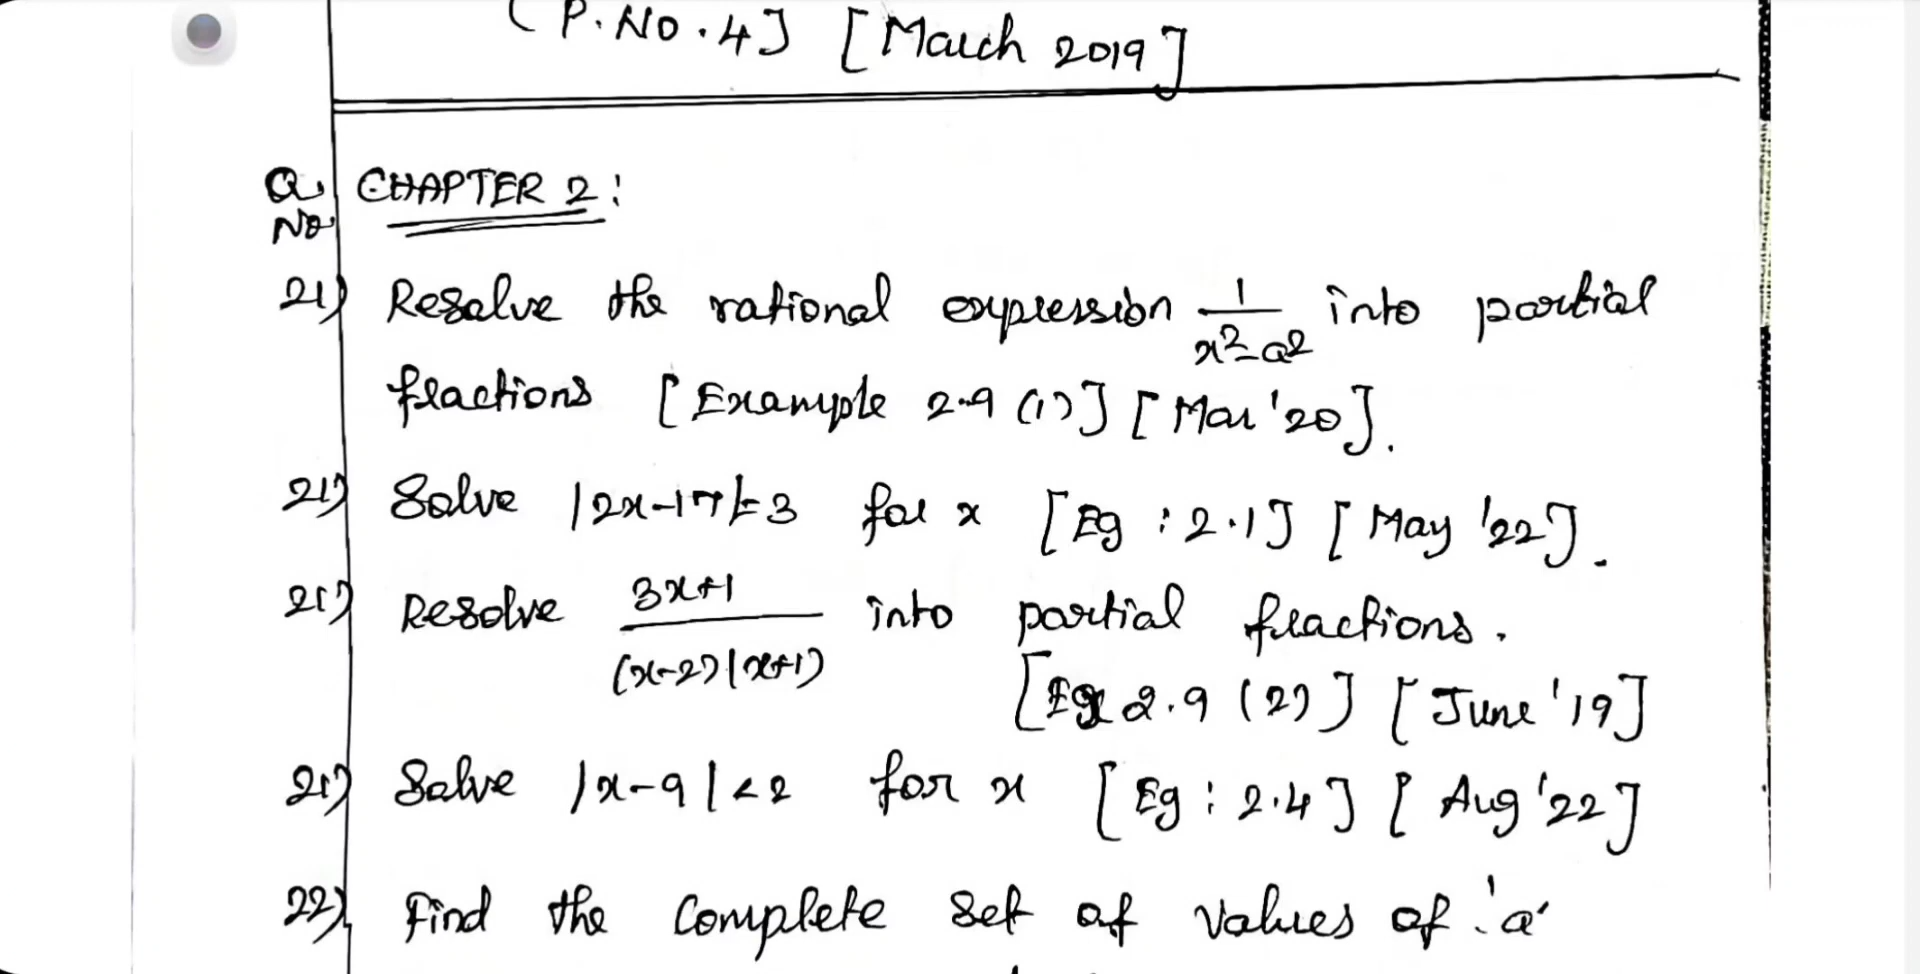 (P.No.4] [March 2019]
Q. No CHAPTER 2:
21) Resolve the rational expression 1/(x²-a²) into partial
fractions [Example 2.9 (1)] [Mar '20].
21) Solve |2x-17|=3 for x [Eg : 2.1] [May '22].
21) Resolve (3x+1)/((x-2)(x+1)) into partial fractions.
[Eg 2.9 (2)] [June '19]
21) Solve |x-9|<2 for x [Eg : 2.4] [Aug '22]
22) Find the complete set of values of 'a'